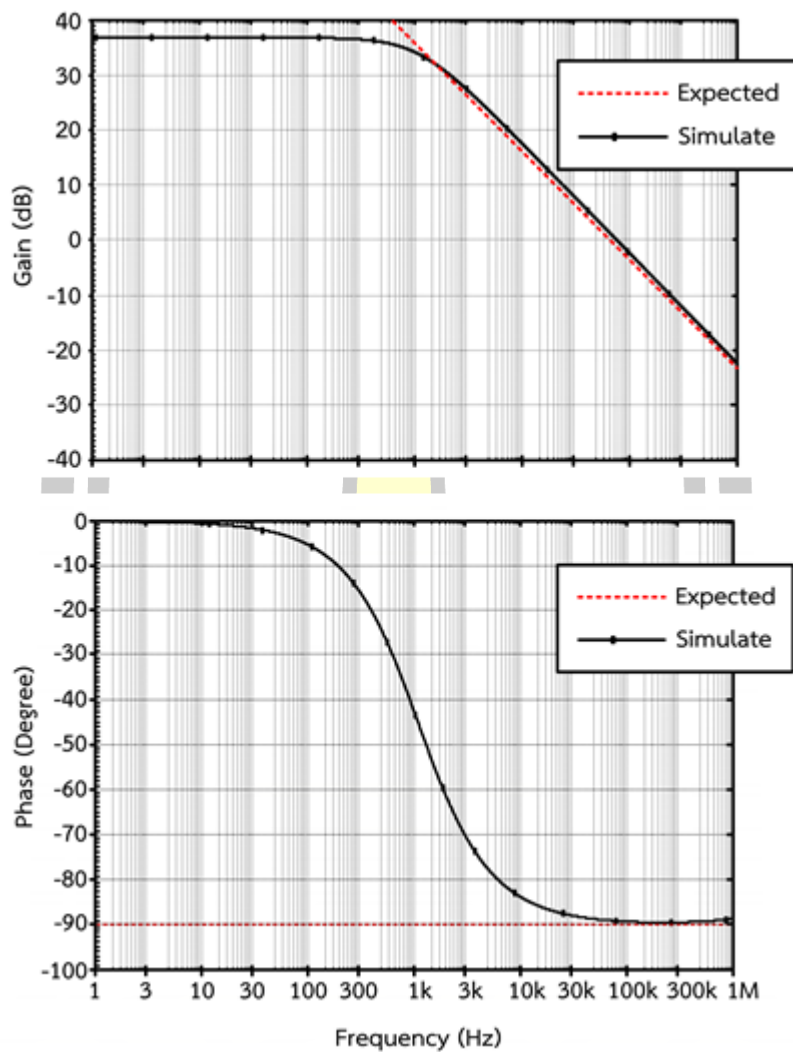 40
30
20
10
0
-10
-20
-30
-40
Gain (dB)
Expected
Simulate
0
-10
-20
-30
-40
-50
-60
-70
-80
-90
-100
Phase (Degree)
Expected
Simulate
1 3 10 30 100 300 1k 3k 10k 30k 100k 300k 1M
Frequency (Hz)